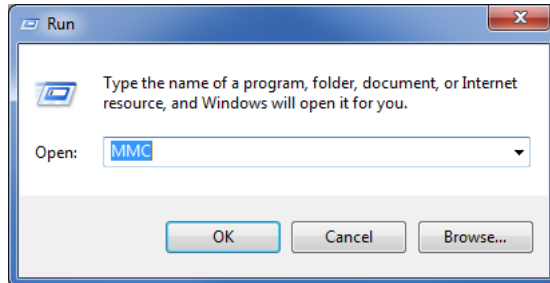 Run
Type the name of a program, folder, document, or Internet
resource, and Windows will open it for you.
Open: MMC
OK Cancel Browse...